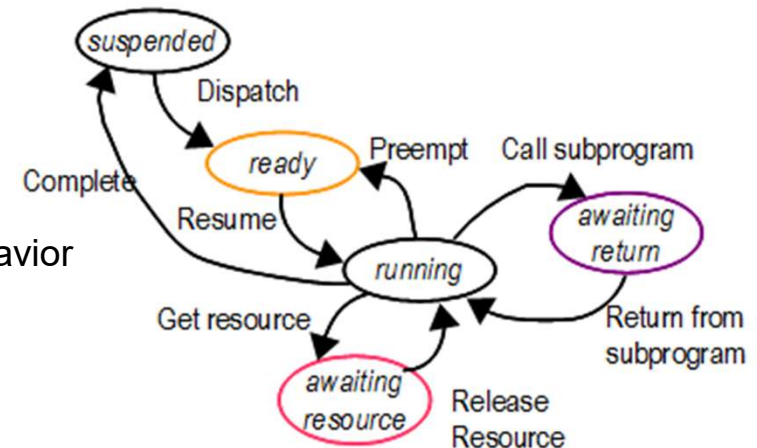 suspended
Dispatch
ready
Preempt
Call subprogram
Complete
Resume
awaiting
return
avior
running
Get resource
Return from
subprogram
awaiting
resource
Release
Resource